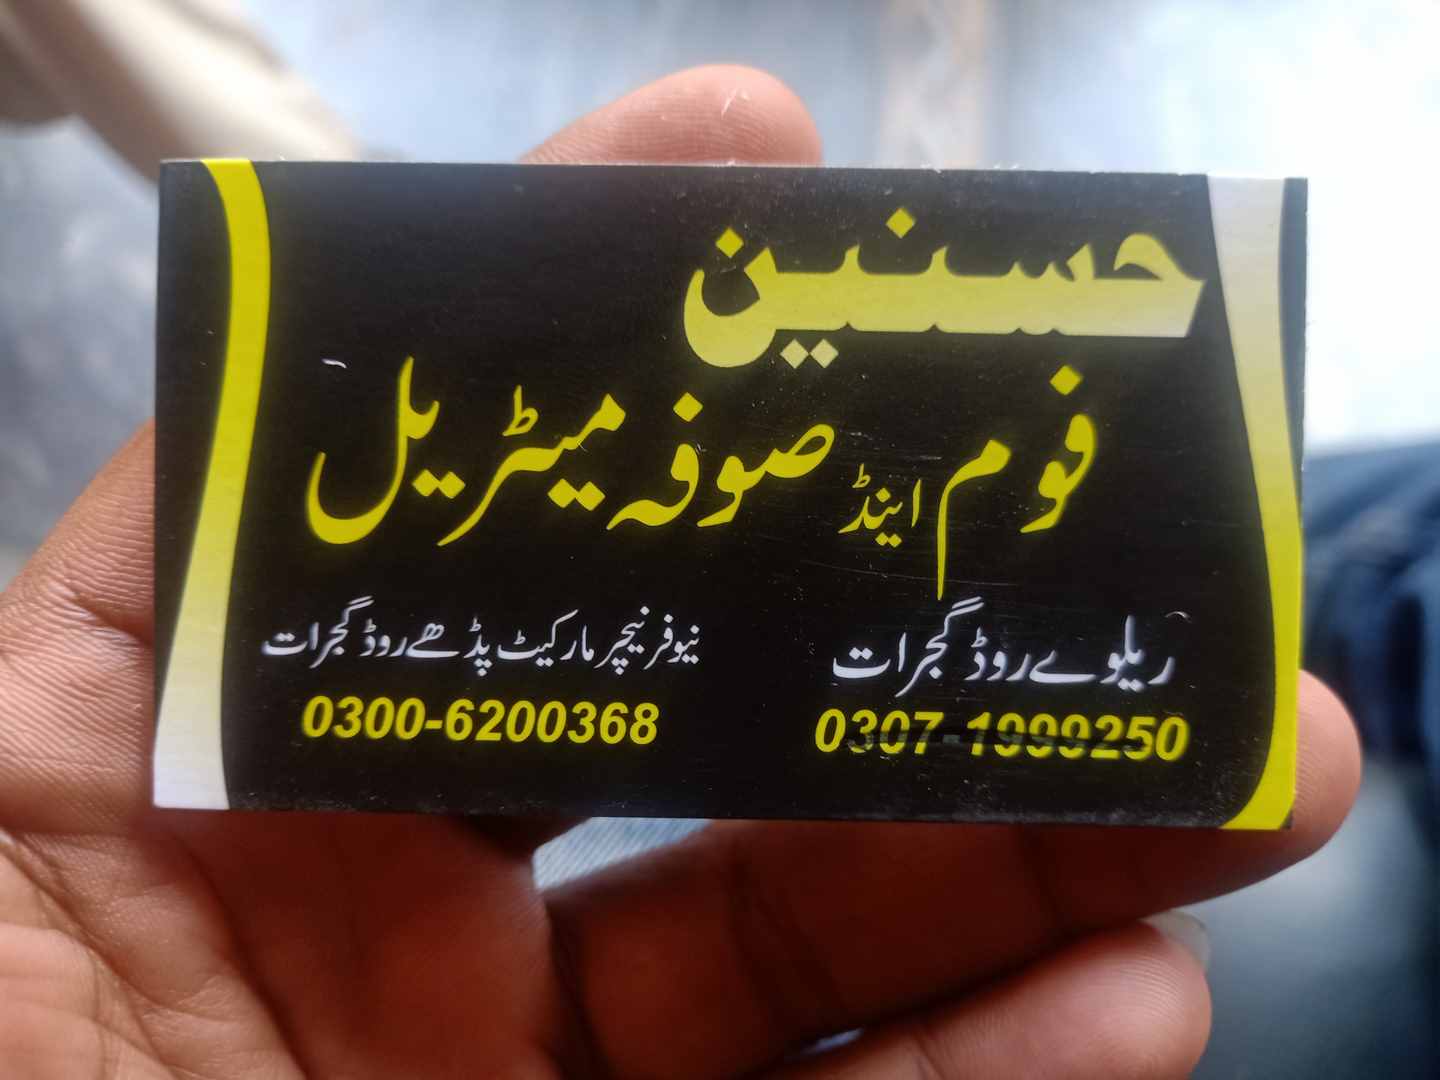 حسنین
فوم اینڈ صوفہ میٹریل
ریلوے روڈ گجرات
0307-1999250
نیو فرنیچر مارکیٹ پڈھے روڈ گجرات
0300-6200368